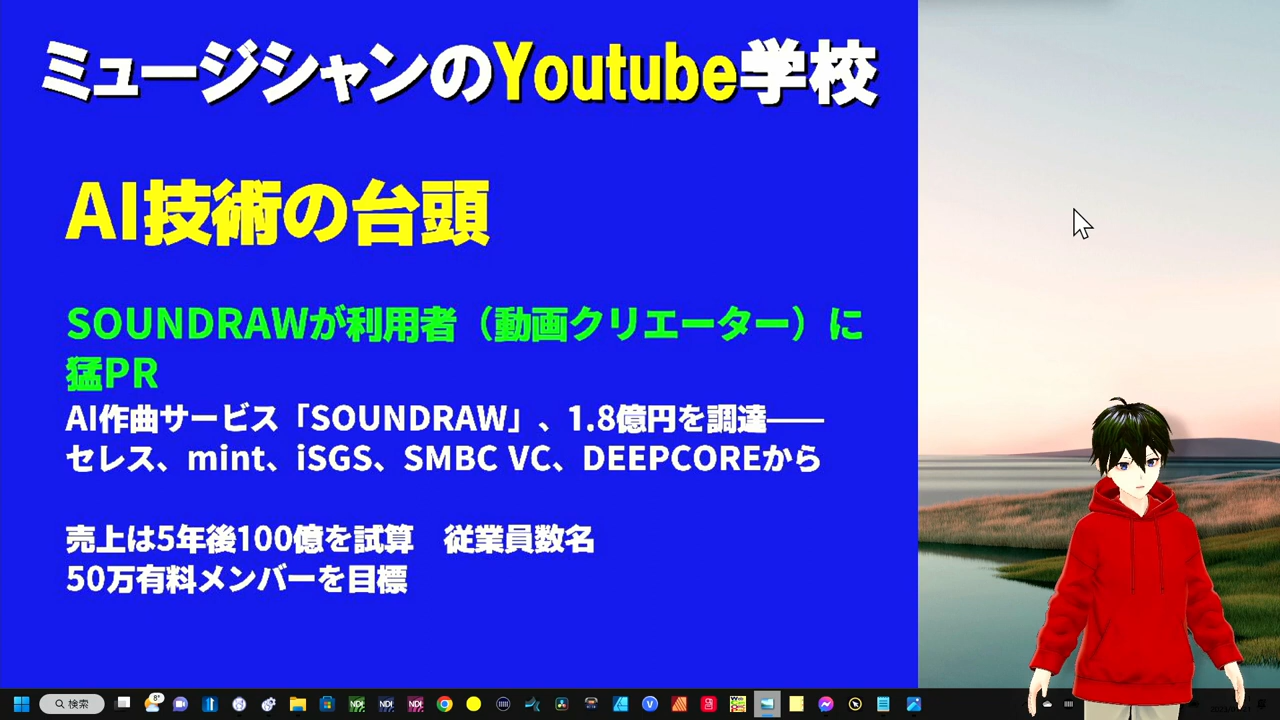 ミュージシャンのYoutube学校
AI技術の台頭
SOUNDRAWが利用者（動画クリエーター）に
猛PR
AI作曲サービス「SOUNDRAW」、1.8億円を調達——
セレス、mint、iSGS、SMBC VC、DEEPCOREから
売上は5年後100億を試算　従業員数名
50万有料メンバーを目標
8°
検索